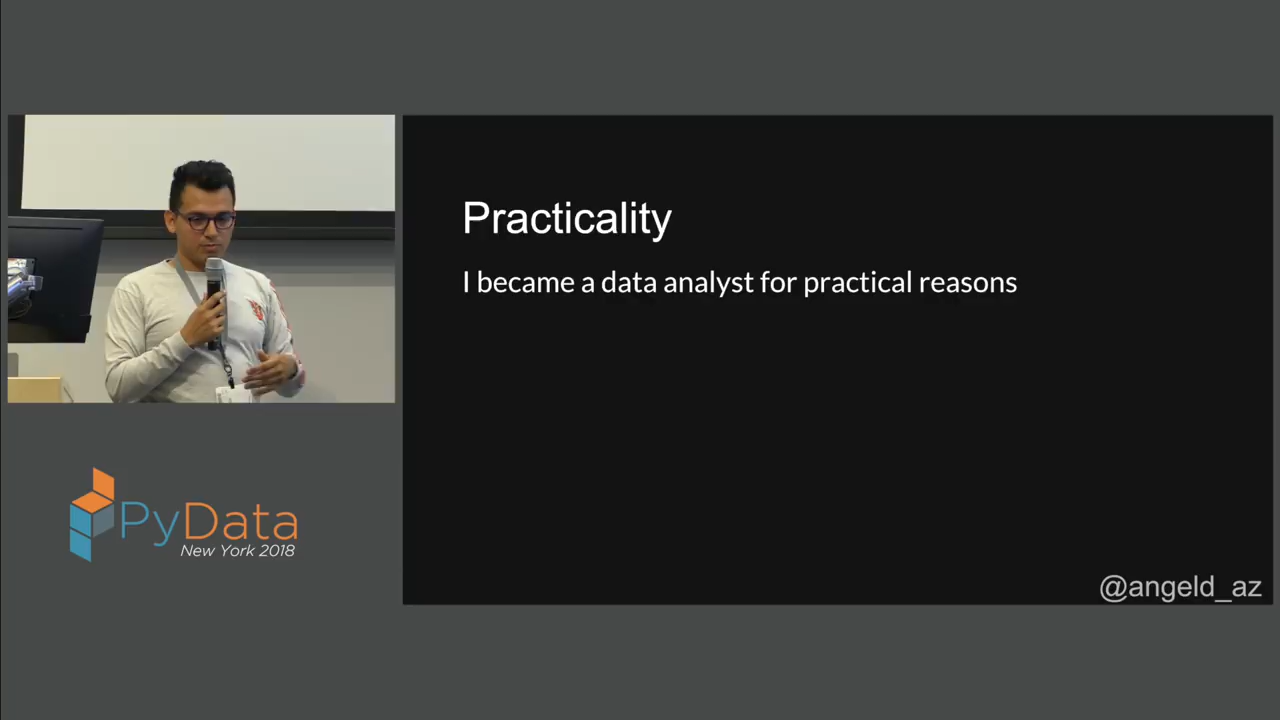 Practicality
I became a data analyst for practical reasons
PyData
New York 2018
@angeld_az